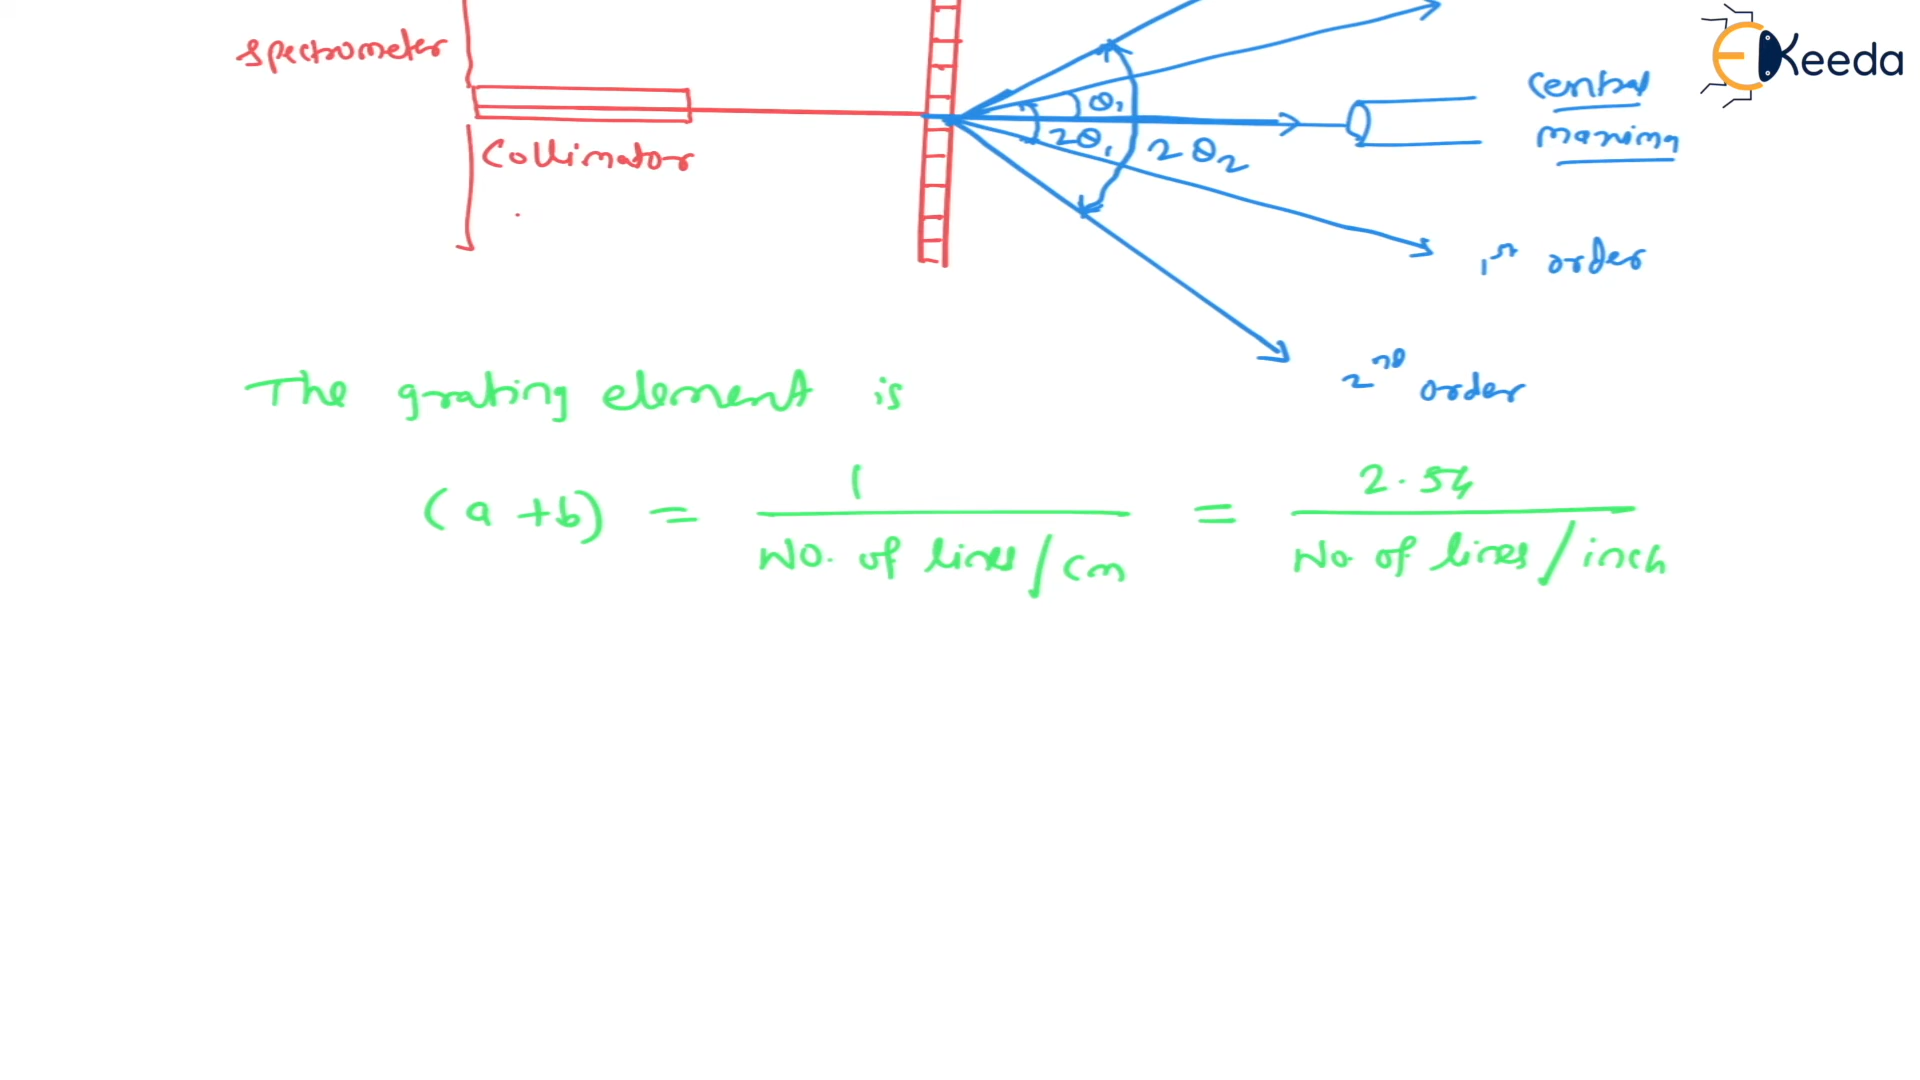 EKeeda
Spectrometer
Collimator
θ₁
2θ₁
2θ₂
Central
Maxima
1ˢᵗ order
2ⁿᵈ order
The grating element is
(a+b) = 1 / No. of lines/cm = 2.54 / No. of lines/inch